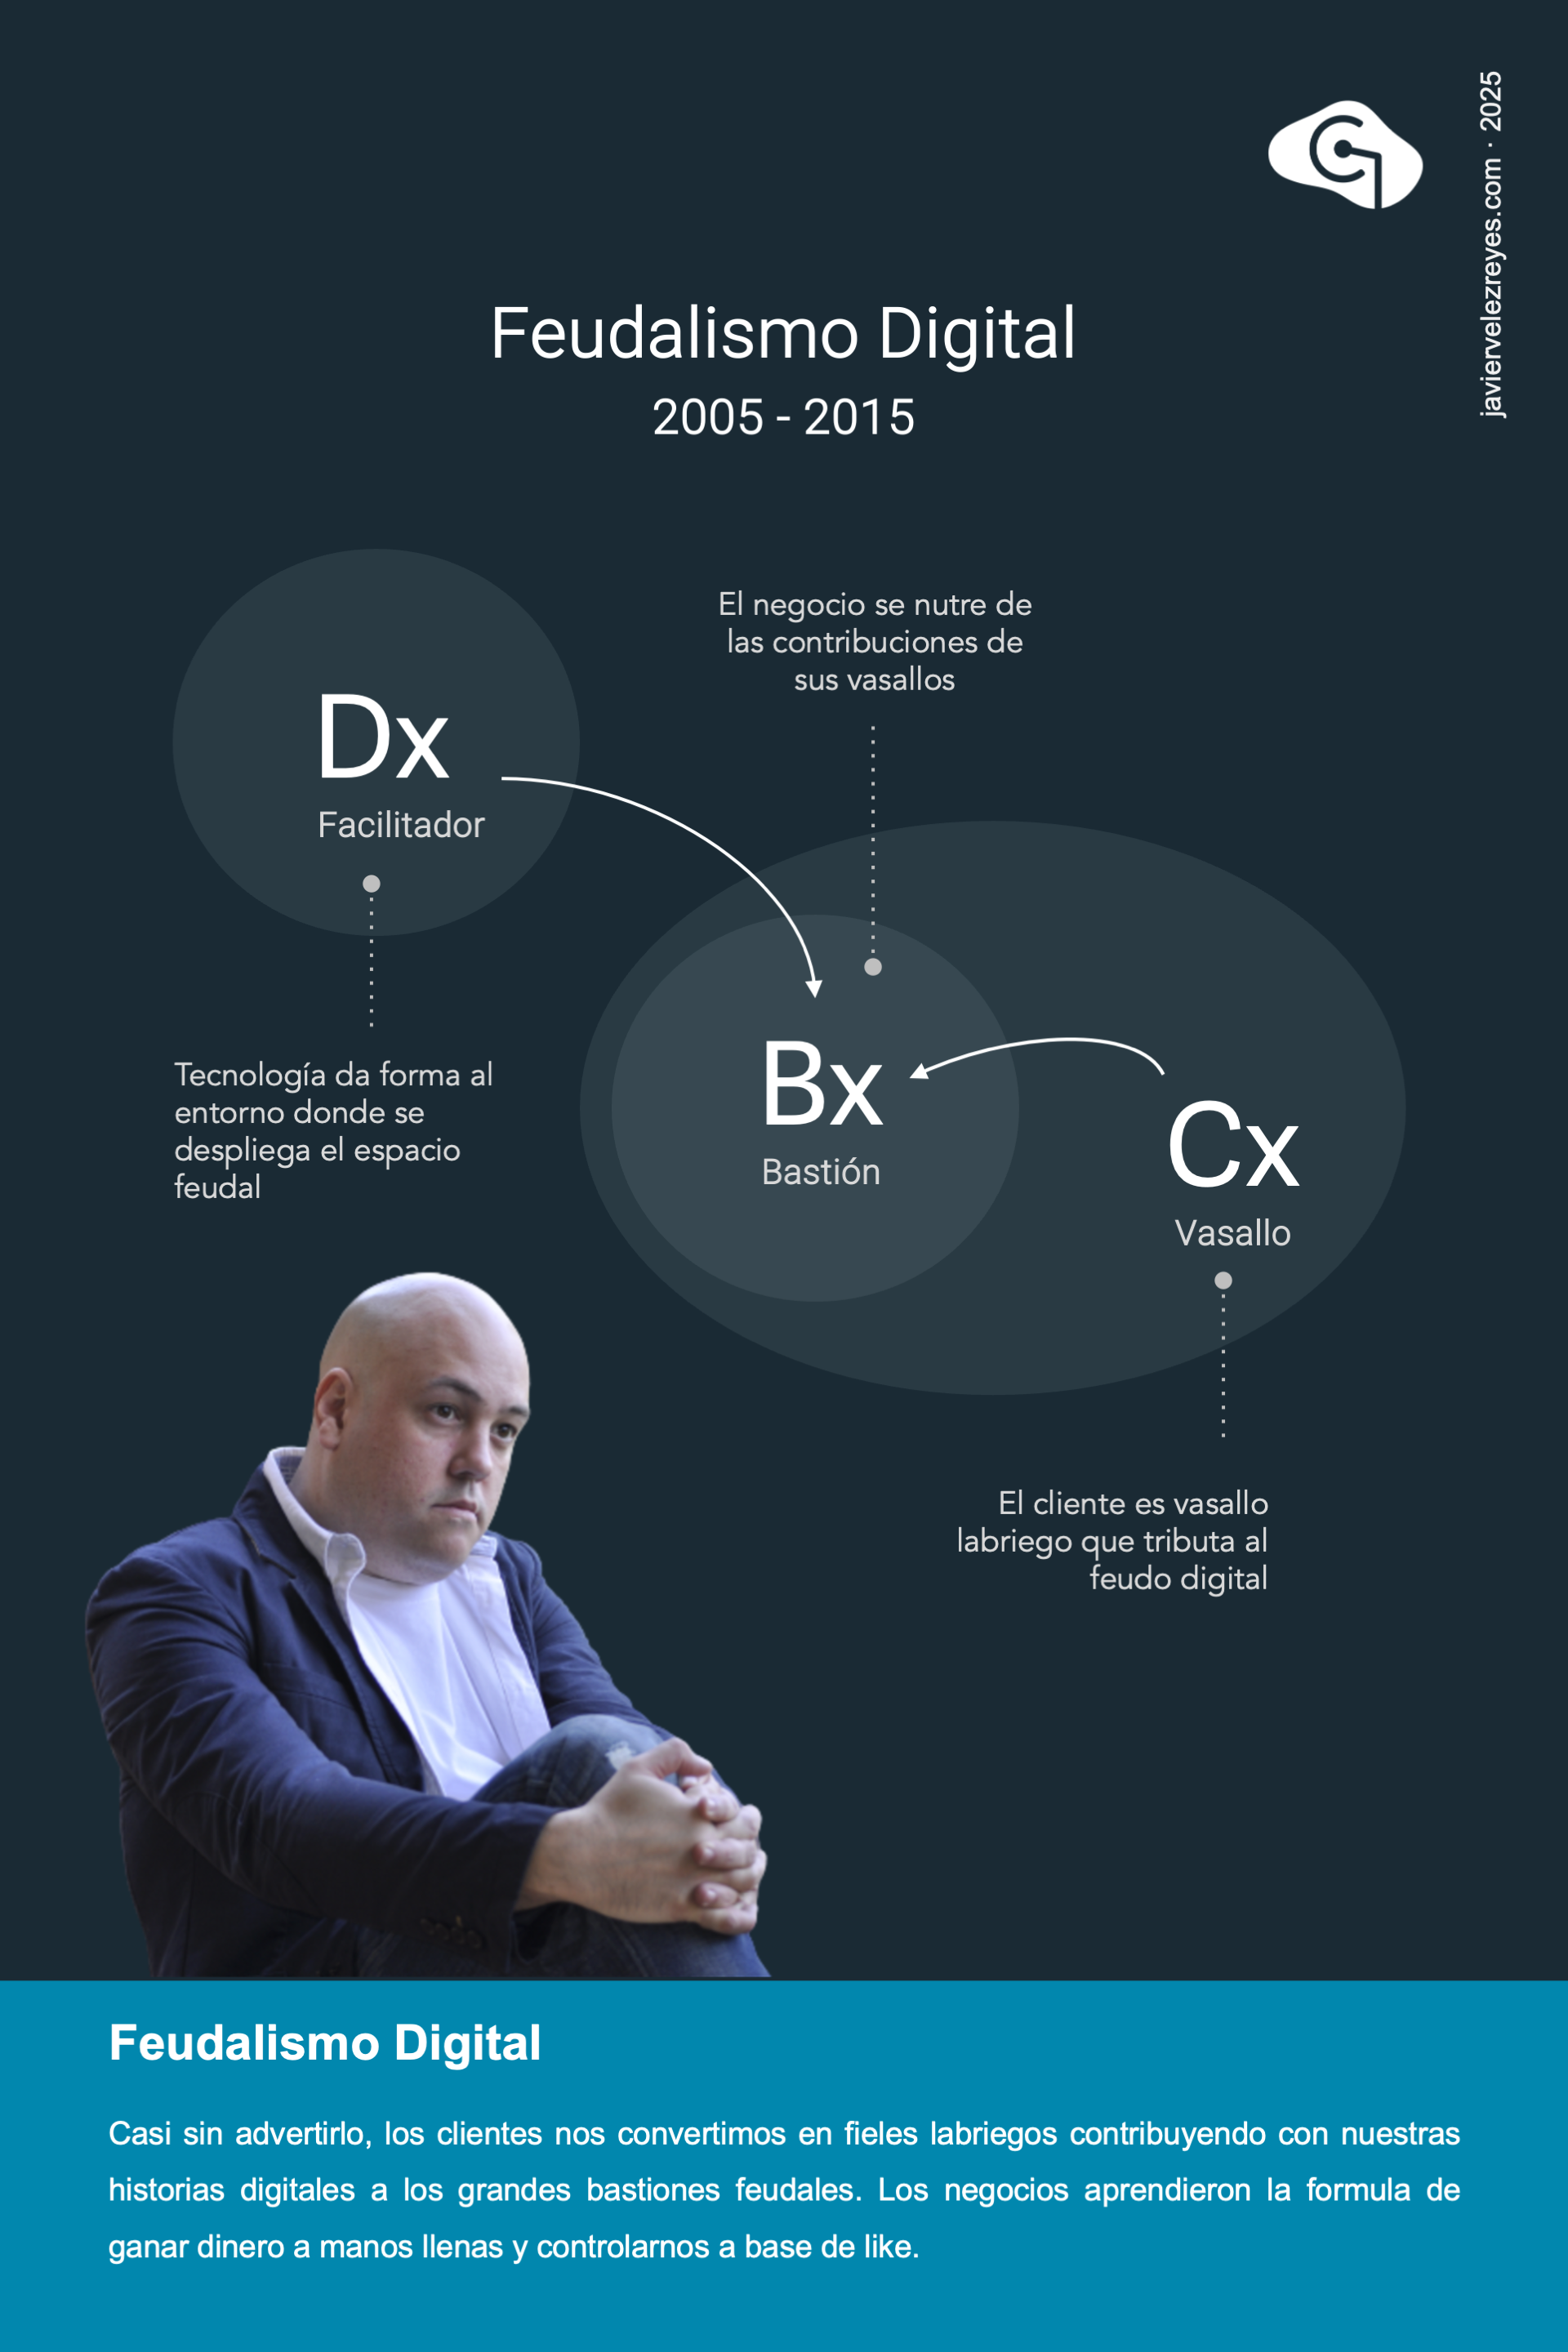 javiervelezreyes.com · 2025
Feudalismo Digital
2005 - 2015
El negocio se nutre de
las contribuciones de
sus vasallos
Dx
Facilitador
Tecnología da forma al
entorno donde se
despliega el espacio
feudal
Bx
Bastión
Cx
Vasallo
El cliente es vasallo
labriego que tributa al
feudo digital
Feudalismo Digital
Casi sin advertirlo, los clientes nos convertimos en fieles labriegos contribuyendo con nuestras
historias digitales a los grandes bastiones feudales. Los negocios aprendieron la formula de
ganar dinero a manos llenas y controlarnos a base de like.